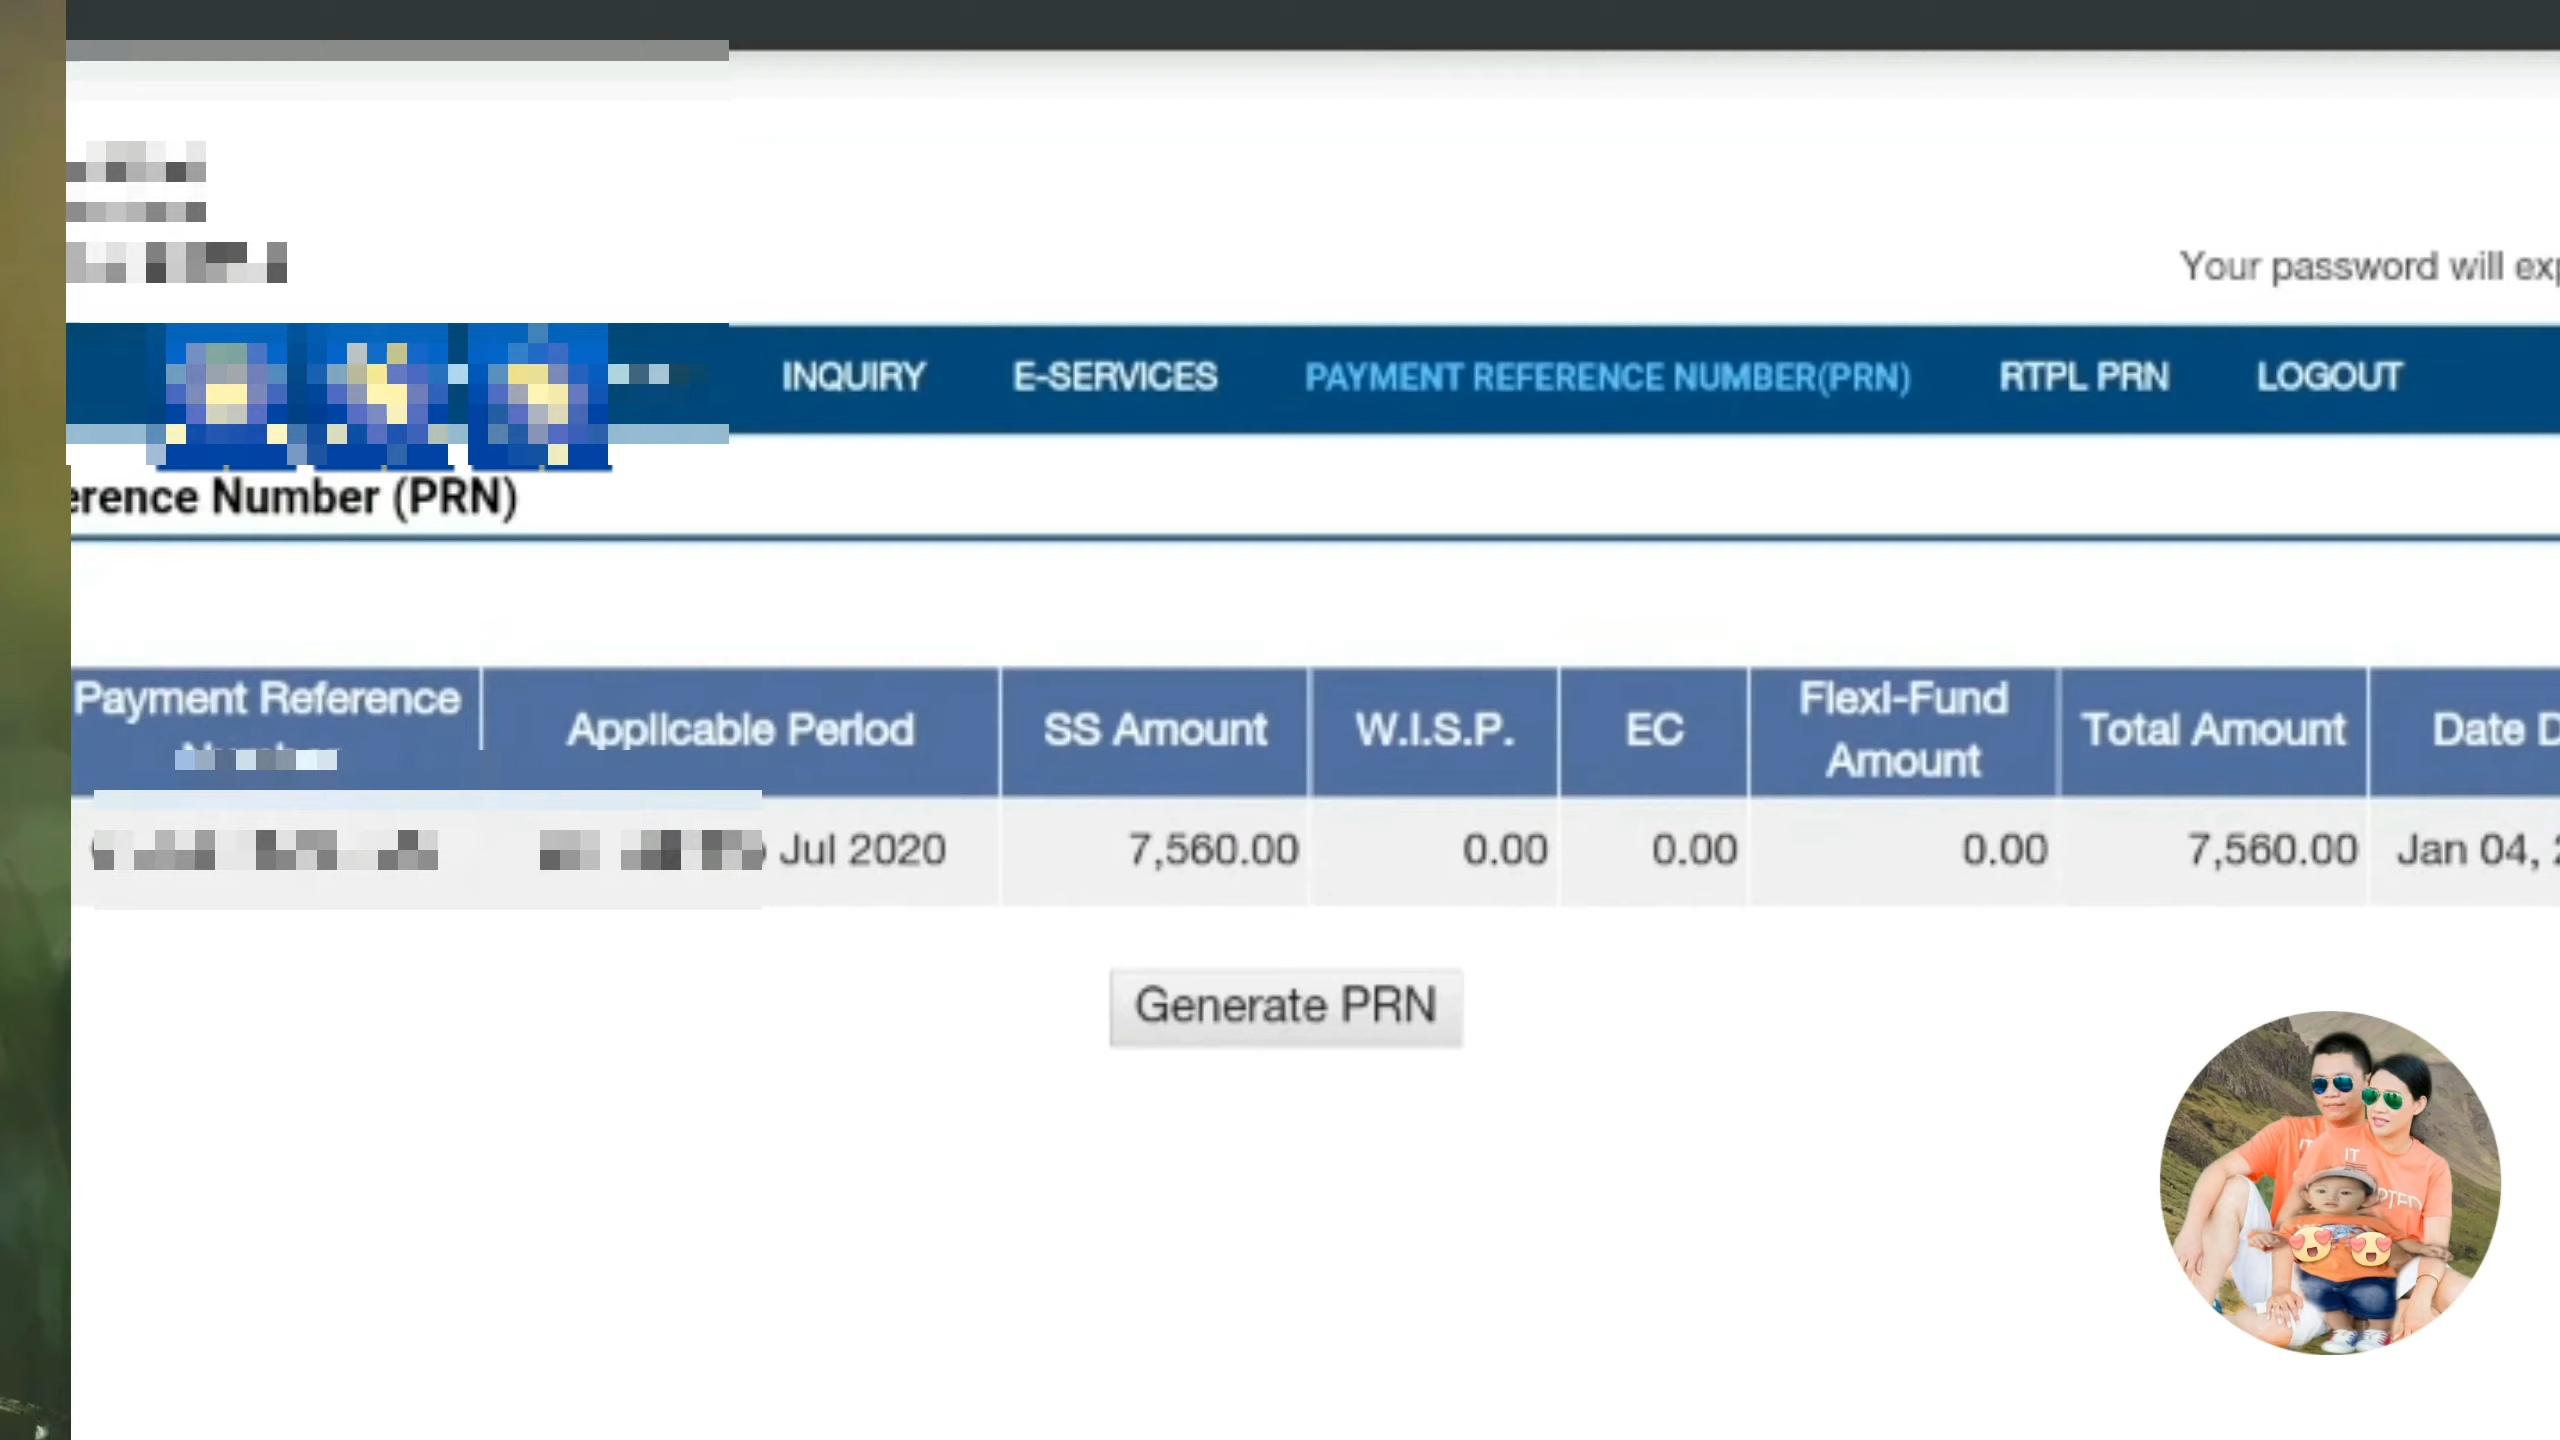 Your password will
INQUIRY E-SERVICES PAYMENT REFERENCE NUMBER(PRN) RTPL PRN LOGOUT
erence Number (PRN)
Payment Reference Applicable Period SS Amount W.I.S.P. EC Flexi-Fund Amount Total Amount Date
Jul 2020 7,560.00 0.00 0.00 0.00 7,560.00 Jan 04,
Generate PRN
IT